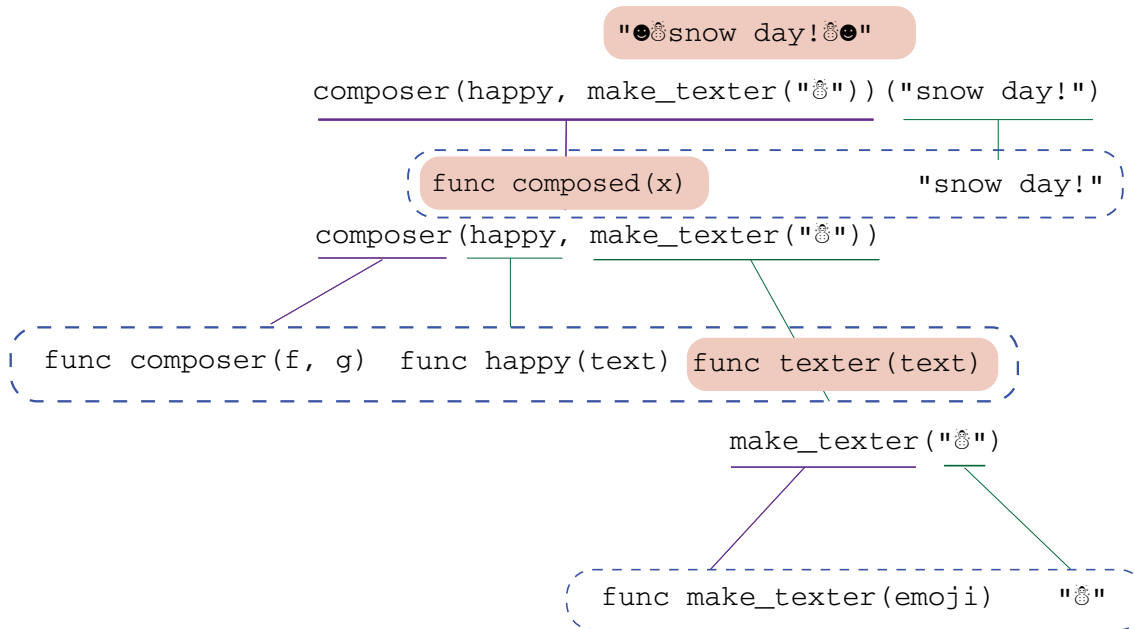 "☻☃snow day!☃☻"
composer(happy, make_texter("☃"))("snow day!")
func composed(x) "snow day!"
composer(happy, make_texter("☃"))
func composer(f, g) func happy(text) func texter(text)
make_texter("☃")
func make_texter(emoji) "☃"